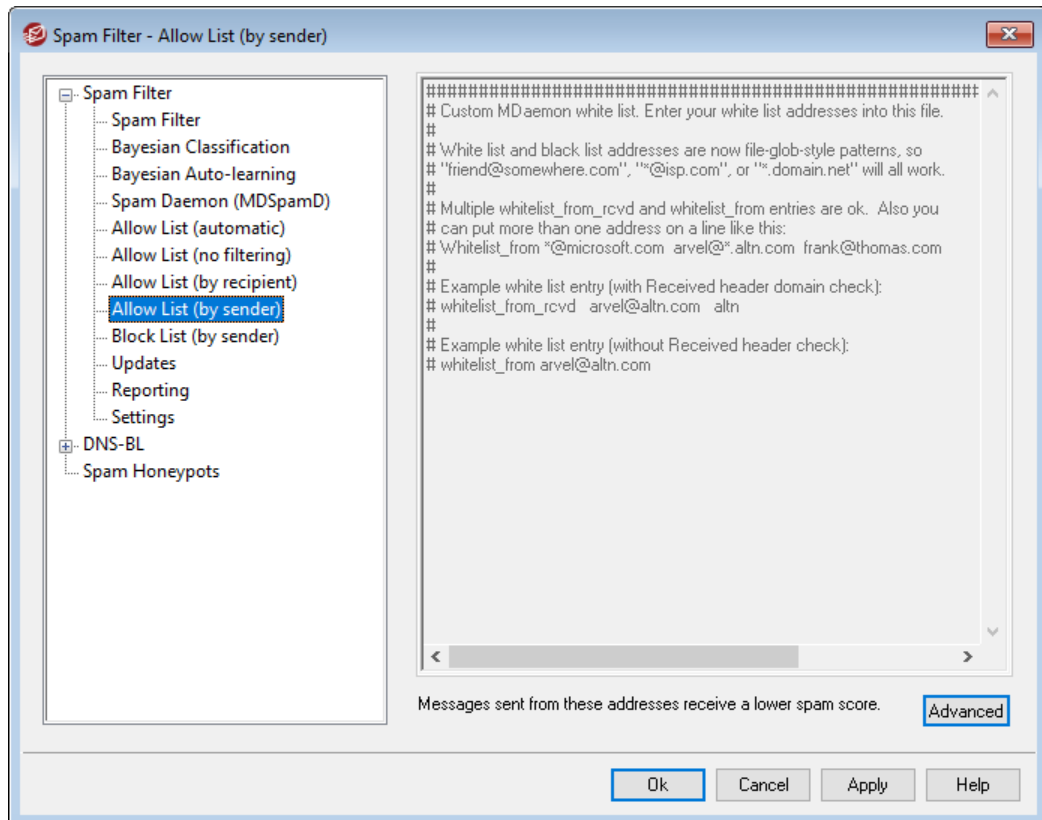 Spam Filter - Allow List (by sender)
Spam Filter
Spam Filter
Bayesian Classification
Bayesian Auto-learning
Spam Daemon (MDSpamD)
Allow List (automatic)
Allow List (no filtering)
Allow List (by recipient)
Allow List (by sender)
Block List (by sender)
Updates
Reporting
Settings
DNS-BL
Spam Honeypots
##########################################################
# Custom MDaemon white list. Enter your white list addresses into this file.
#
# White list and black list addresses are now file-glob-style patterns, so
# "friend@somewhere.com", "*@isp.com", or "*.domain.net" will all work.
#
# Multiple whitelist_from_rcvd and whitelist_from entries are ok.  Also you
# can put more than one address on a line like this:
# Whitelist_from *@microsoft.com  arvel@*.altn.com  frank@thomas.com
#
# Example white list entry (with Received header domain check):
# whitelist_from_rcvd   arvel@altn.com   altn
#
# Example white list entry (without Received header check):
# whitelist_from arvel@altn.com
Messages sent from these addresses receive a lower spam score.
Advanced
Ok
Cancel
Apply
Help